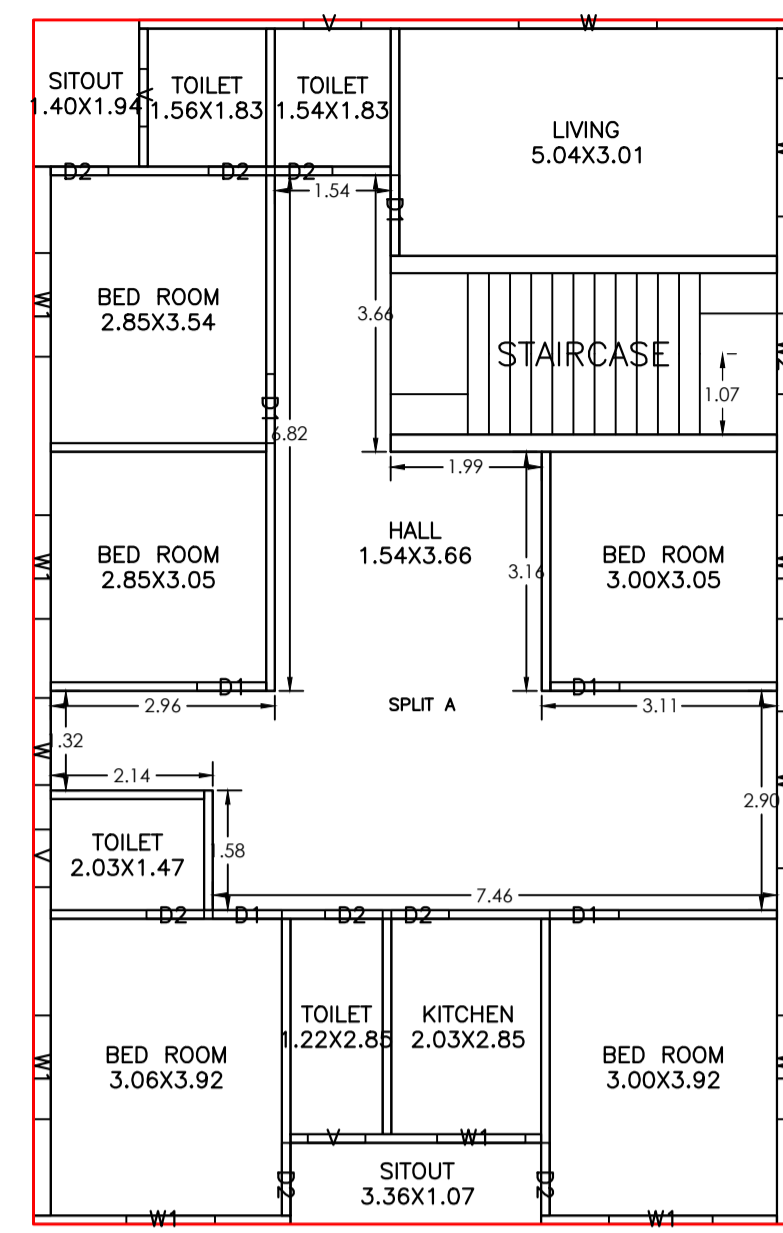 V
W
SITOUT
1.40X1.94
V
TOILET
1.56X1.83
TOILET
1.54X1.83
LIVING
5.04X3.01
D2
D2
D2
1.54
D1
W1
BED ROOM
2.85X3.54
3.66
STAIRCASE
1.07
D1
6.82
1.99
HALL
1.54X3.66
W1
BED ROOM
2.85X3.05
3.16
BED ROOM
3.00X3.05
D1
D1
2.96
SPLIT A
3.11
W
.32
2.14
2.90
V
TOILET
2.03X1.47
.58
7.46
D2
D1
D2
D2
D1
TOILET
1.22X2.85
KITCHEN
2.03X2.85
W1
BED ROOM
3.06X3.92
BED ROOM
3.00X3.92
V
W1
SITOUT
3.36X1.07
D2
D2
W1
W1